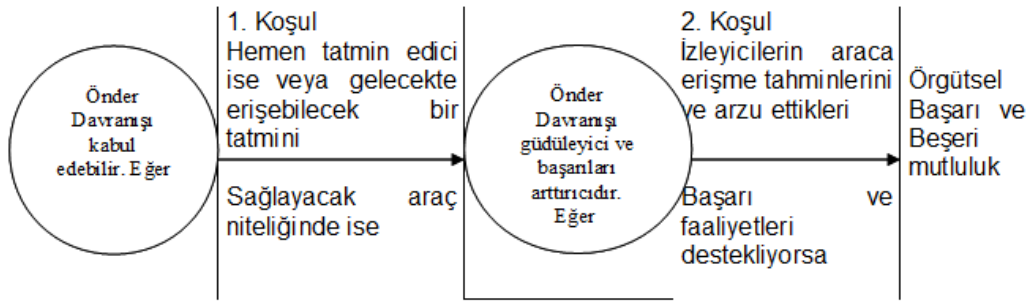 Önder
Davranışı
kabul
edebilir. Eğer
1. Koşul
Hemen tatmin edici
ise veya gelecekte
erişebilecek bir
tatmini
Sağlayacak araç
niteliğinde ise
Önder
Davranışı
güdüleyici ve
başarıları
arttırıcıdır.
Eğer
2. Koşul
İzleyicilerin araca
erişme tahminlerini
ve arzu ettikleri
Başarı ve
faaliyetleri
destekliyorsa
Örgütsel
Başarı ve
Beşeri
mutluluk